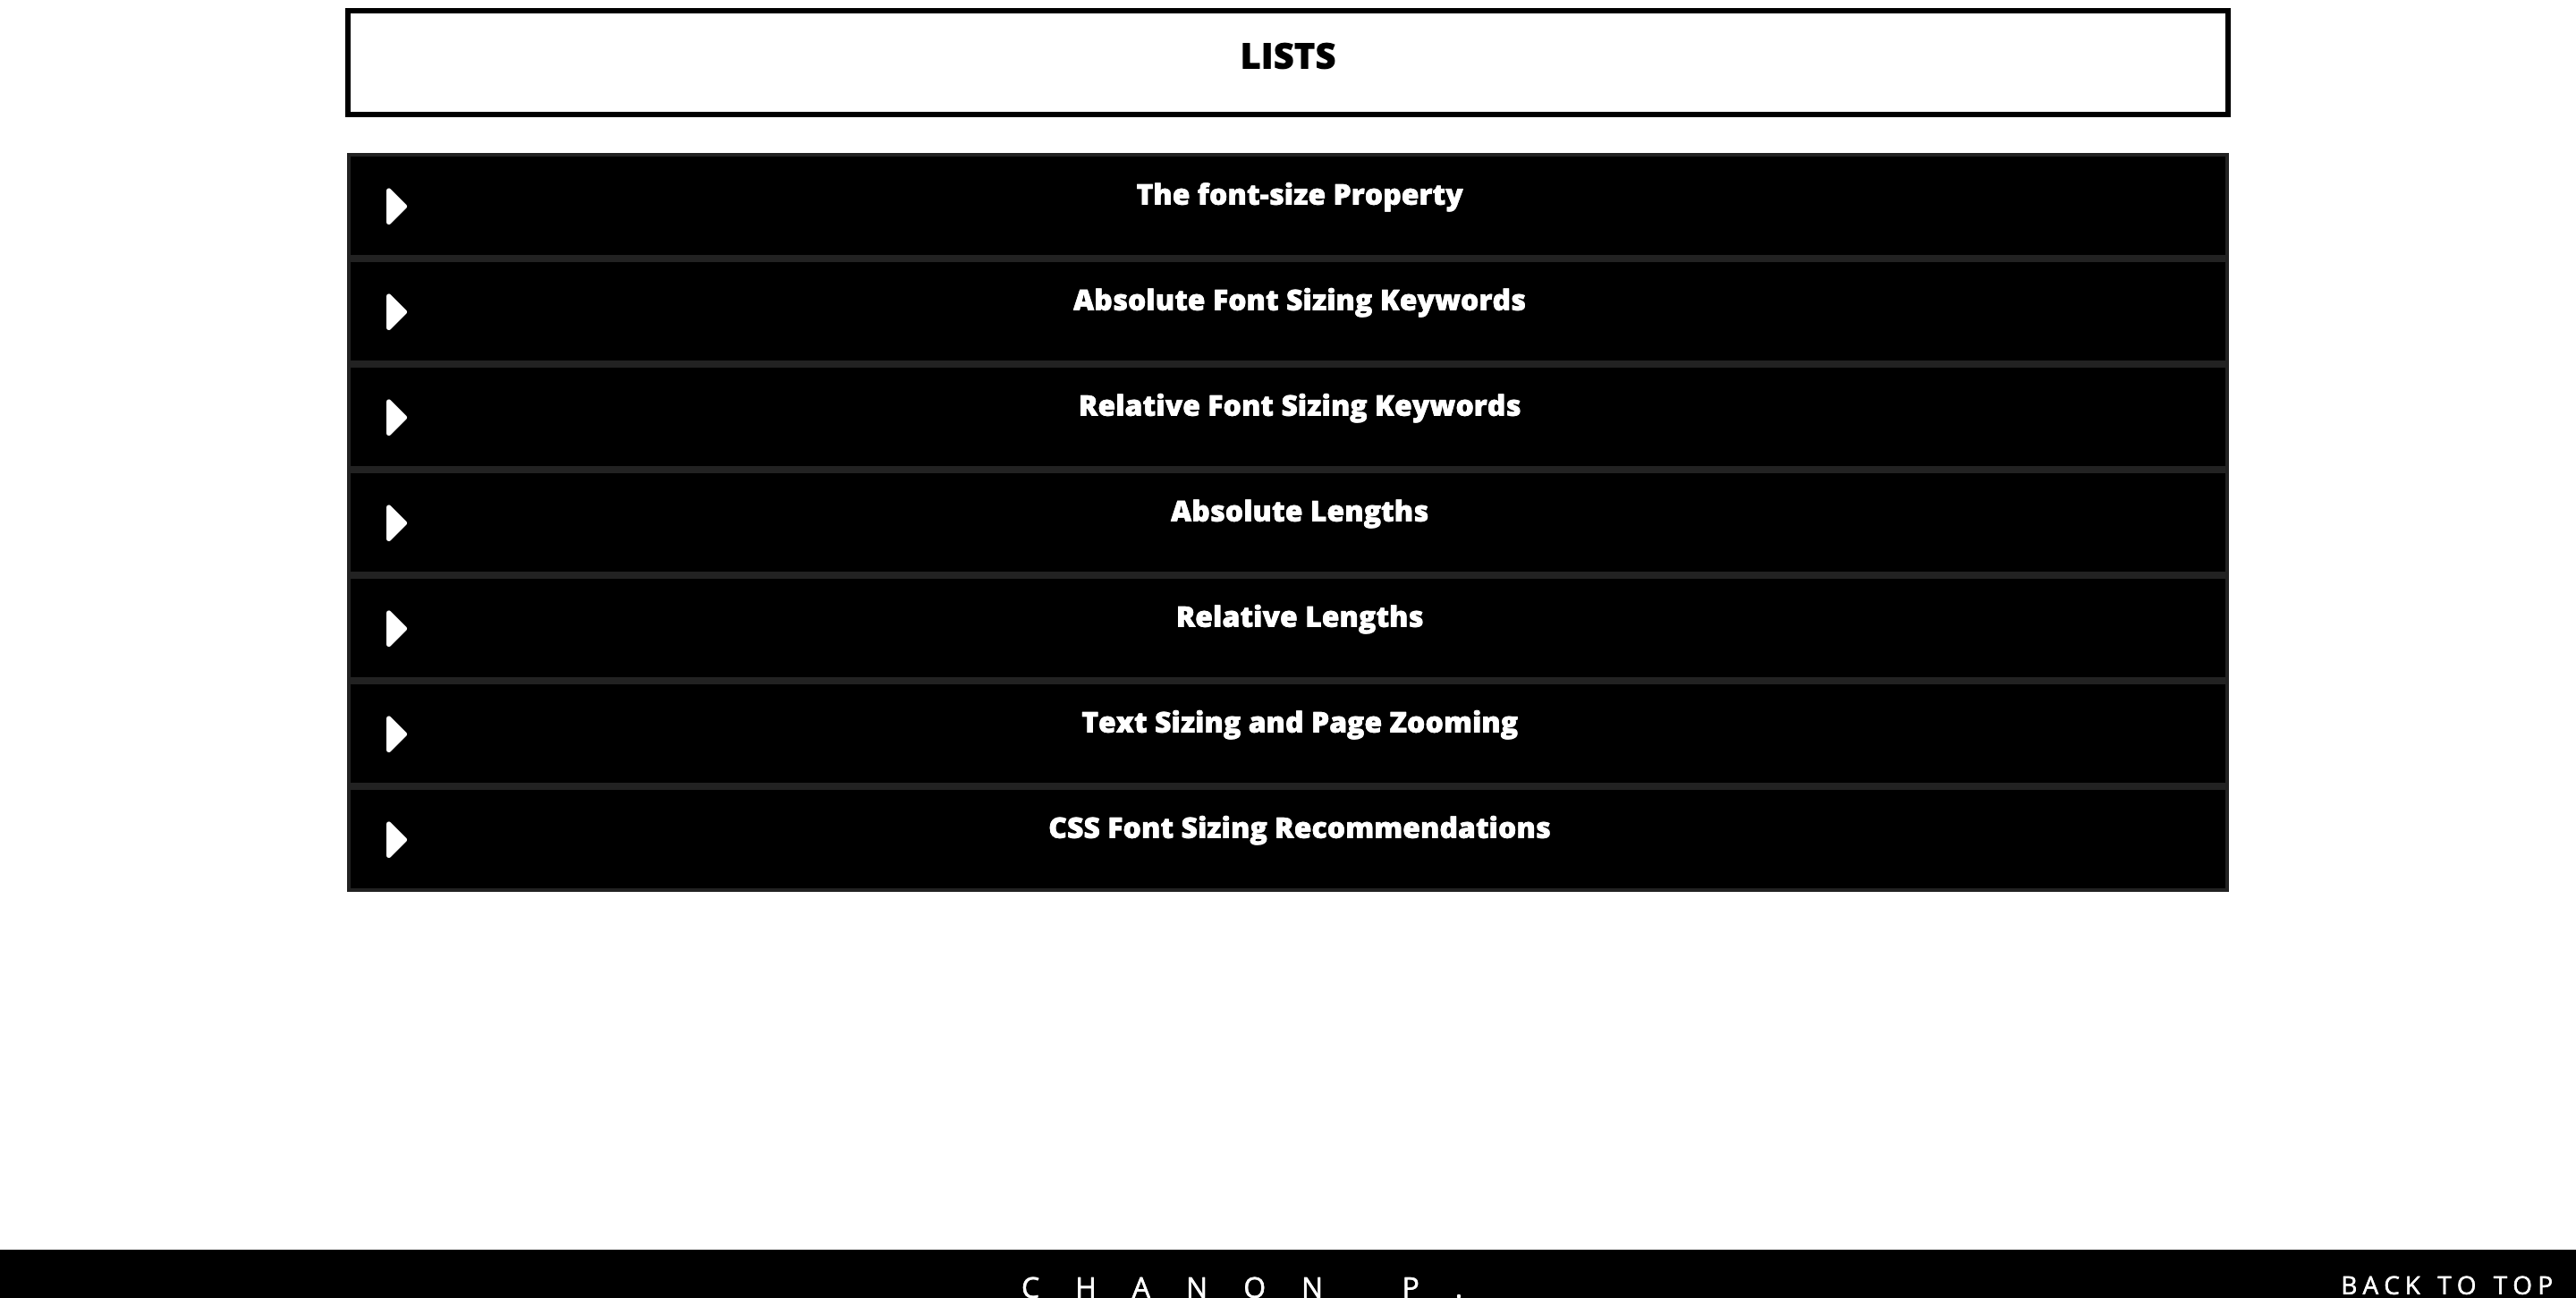 LISTS
The font-size Property
Absolute Font Sizing Keywords
Relative Font Sizing Keywords
Absolute Lengths
Relative Lengths
Text Sizing and Page Zooming
CSS Font Sizing Recommendations
CHANON P.
BACK TO TOP